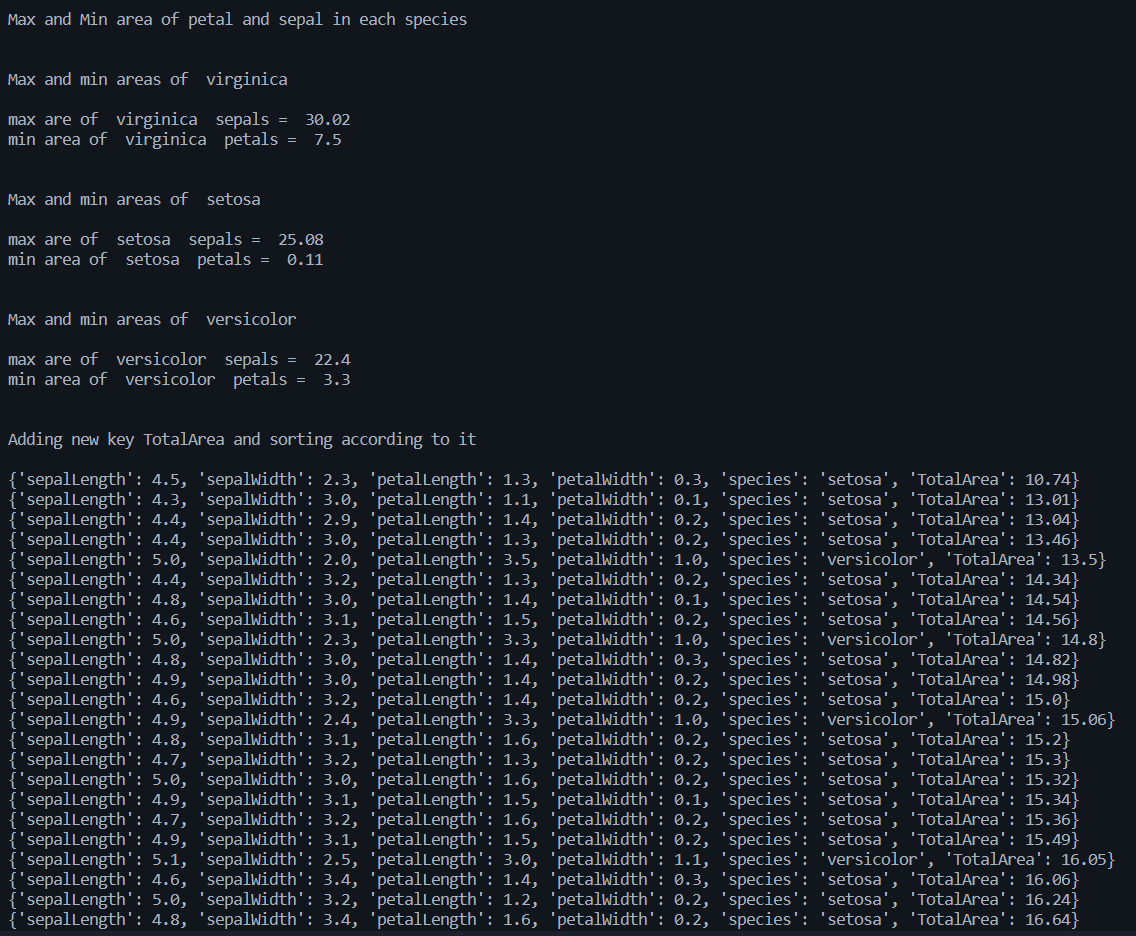 Max and Min area of petal and sepal in each species
Max and min areas of  virginica
max are of  virginica  sepals =  30.02
min area of  virginica  petals =  7.5
Max and min areas of  setosa
max are of  setosa  sepals =  25.08
min area of  setosa  petals =  0.11
Max and min areas of  versicolor
max are of  versicolor  sepals =  22.4
min area of  versicolor  petals =  3.3
Adding new key TotalArea and sorting according to it
{'sepalLength': 4.5, 'sepalWidth': 2.3, 'petalLength': 1.3, 'petalWidth': 0.3, 'species': 'setosa', 'TotalArea': 10.74}
{'sepalLength': 4.3, 'sepalWidth': 3.0, 'petalLength': 1.1, 'petalWidth': 0.1, 'species': 'setosa', 'TotalArea': 13.01}
{'sepalLength': 4.4, 'sepalWidth': 2.9, 'petalLength': 1.4, 'petalWidth': 0.2, 'species': 'setosa', 'TotalArea': 13.04}
{'sepalLength': 4.4, 'sepalWidth': 3.0, 'petalLength': 1.3, 'petalWidth': 0.2, 'species': 'setosa', 'TotalArea': 13.46}
{'sepalLength': 5.0, 'sepalWidth': 2.0, 'petalLength': 3.5, 'petalWidth': 1.0, 'species': 'versicolor', 'TotalArea': 13.5}
{'sepalLength': 4.4, 'sepalWidth': 3.2, 'petalLength': 1.3, 'petalWidth': 0.2, 'species': 'setosa', 'TotalArea': 14.34}
{'sepalLength': 4.8, 'sepalWidth': 3.0, 'petalLength': 1.4, 'petalWidth': 0.1, 'species': 'setosa', 'TotalArea': 14.54}
{'sepalLength': 4.6, 'sepalWidth': 3.1, 'petalLength': 1.5, 'petalWidth': 0.2, 'species': 'setosa', 'TotalArea': 14.56}
{'sepalLength': 5.0, 'sepalWidth': 2.3, 'petalLength': 3.3, 'petalWidth': 1.0, 'species': 'versicolor', 'TotalArea': 14.8}
{'sepalLength': 4.8, 'sepalWidth': 3.0, 'petalLength': 1.4, 'petalWidth': 0.3, 'species': 'setosa', 'TotalArea': 14.82}
{'sepalLength': 4.9, 'sepalWidth': 3.0, 'petalLength': 1.4, 'petalWidth': 0.2, 'species': 'setosa', 'TotalArea': 14.98}
{'sepalLength': 4.6, 'sepalWidth': 3.2, 'petalLength': 1.4, 'petalWidth': 0.2, 'species': 'setosa', 'TotalArea': 15.0}
{'sepalLength': 4.9, 'sepalWidth': 2.4, 'petalLength': 3.3, 'petalWidth': 1.0, 'species': 'versicolor', 'TotalArea': 15.06}
{'sepalLength': 4.8, 'sepalWidth': 3.1, 'petalLength': 1.6, 'petalWidth': 0.2, 'species': 'setosa', 'TotalArea': 15.2}
{'sepalLength': 4.7, 'sepalWidth': 3.2, 'petalLength': 1.3, 'petalWidth': 0.2, 'species': 'setosa', 'TotalArea': 15.3}
{'sepalLength': 5.0, 'sepalWidth': 3.0, 'petalLength': 1.6, 'petalWidth': 0.2, 'species': 'setosa', 'TotalArea': 15.32}
{'sepalLength': 4.9, 'sepalWidth': 3.1, 'petalLength': 1.5, 'petalWidth': 0.1, 'species': 'setosa', 'TotalArea': 15.34}
{'sepalLength': 4.7, 'sepalWidth': 3.2, 'petalLength': 1.6, 'petalWidth': 0.2, 'species': 'setosa', 'TotalArea': 15.36}
{'sepalLength': 4.9, 'sepalWidth': 3.1, 'petalLength': 1.5, 'petalWidth': 0.2, 'species': 'setosa', 'TotalArea': 15.49}
{'sepalLength': 5.1, 'sepalWidth': 2.5, 'petalLength': 3.0, 'petalWidth': 1.1, 'species': 'versicolor', 'TotalArea': 16.05}
{'sepalLength': 4.6, 'sepalWidth': 3.4, 'petalLength': 1.4, 'petalWidth': 0.3, 'species': 'setosa', 'TotalArea': 16.06}
{'sepalLength': 5.0, 'sepalWidth': 3.2, 'petalLength': 1.2, 'petalWidth': 0.2, 'species': 'setosa', 'TotalArea': 16.24}
{'sepalLength': 4.8, 'sepalWidth': 3.4, 'petalLength': 1.6, 'petalWidth': 0.2, 'species': 'setosa', 'TotalArea': 16.64}